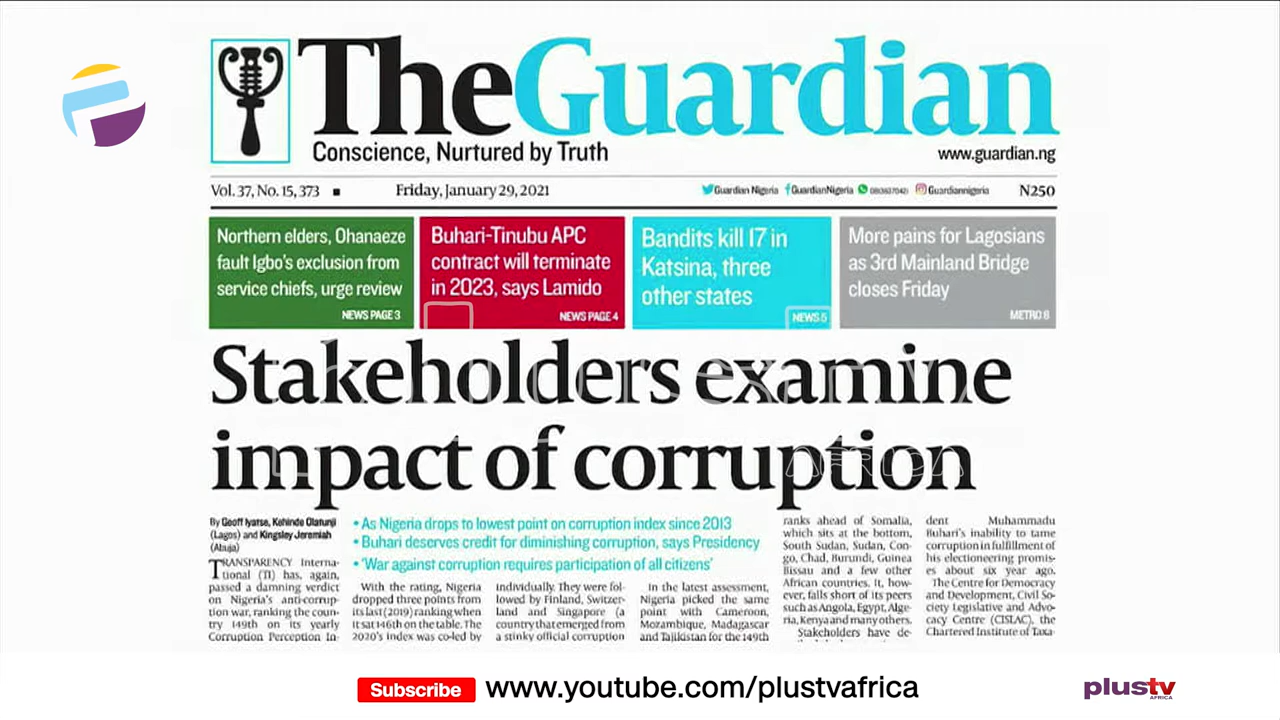 TheGuardian
Conscience, Nurtured by Truth
www.guardian.ng
Vol. 37, No. 15,373 ■ Friday, January 29, 2021 Guardian Nigeria GuardianNigeria Guardiannigeria N250
Northern elders, Ohanaeze
fault Igbo's exclusion from
service chiefs, urge review
NEWS PAGE 3
Buhari-Tinubu APC
contract will terminate
in 2023, says Lamido
NEWS PAGE 4
Bandits kill 17 in
Katsina, three
other states
NEWS 5
More pains for Lagosians
as 3rd Mainland Bridge
closes Friday
METRO 8
Stakeholders examine
impact of corruption
By Geoff Iyatse, Kehinde Olatunji
(Lagos) and Kingsley Jeremiah
(Abuja)
TRANSPARENCY Interna-
tional (TI) has, again,
passed a damning verdict
on Nigeria's anti-corrup-
tion war, ranking the coun-
try 149th on its yearly
Corruption Perception In-
• As Nigeria drops to lowest point on corruption index since 2013
• Buhari deserves credit for diminishing corruption, says Presidency
• 'War against corruption requires participation of all citizens'
With the rating, Nigeria
dropped three points from
its last (2019) ranking when
it sat 146th on the table. The
2020's index was co-led by
individually. They were fol-
lowed by Finland, Switzer-
land and Singapore (a
country that emerged from
a stinky official corruption
In the latest assessment,
Nigeria picked the same
point with Cameroon,
Mozambique, Madagascar
and Tajikistan for the 149th
ranks ahead of Somalia,
which sits at the bottom,
South Sudan, Sudan, Con-
go, Chad, Burundi, Guinea
Bissau and a few other
African countries. It, how-
ever, falls short of its peers
such as Angola, Egypt, Alge-
ria, Kenya and many others.
Stakeholders have de-
dent Muhammadu
Buhari's inability to tame
corruption in fulfillment of
his electioneering promis-
es about six year ago.
The Centre for Democracy
and Development, Civil So-
ciety Legislative and Advo-
cacy Centre (CISLAC), the
Chartered Institute of Taxa-
Subscribe www.youtube.com/plustvafrica
plustv
AFRICA